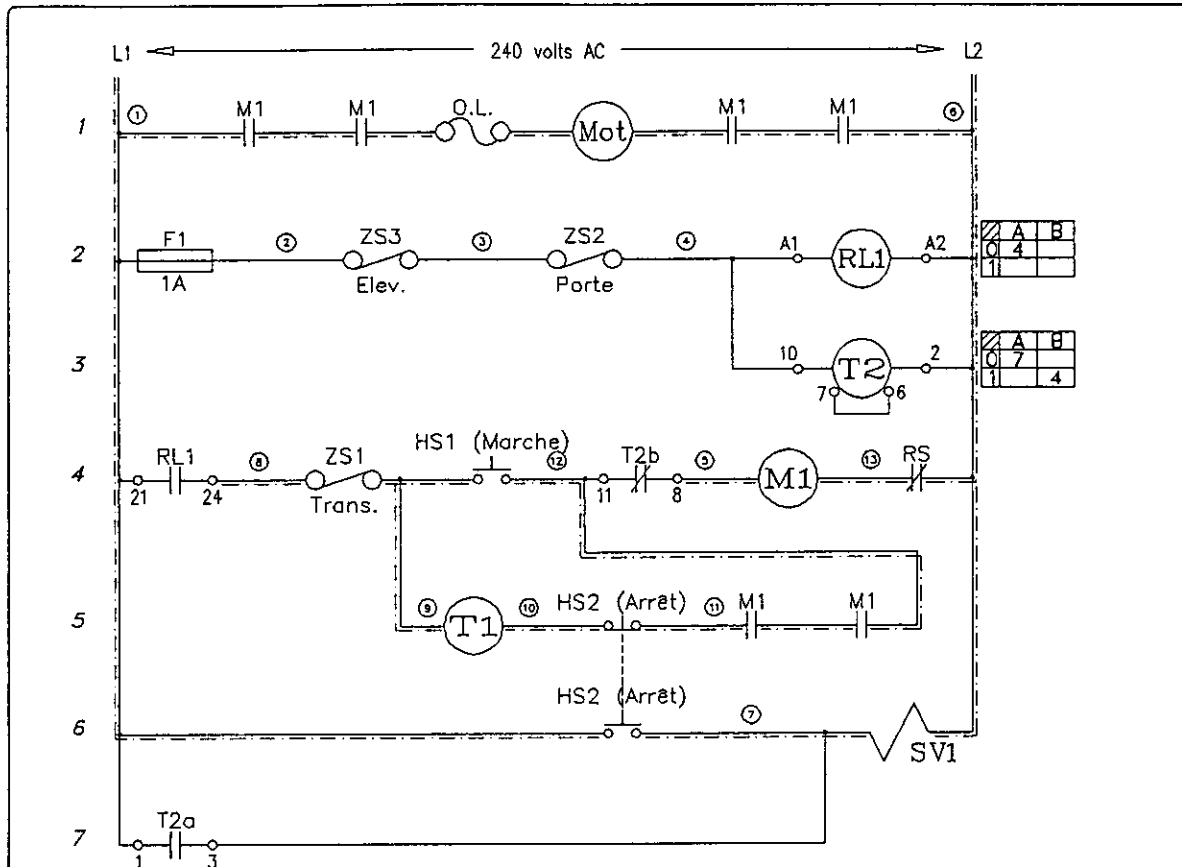 L1 240 volts AC L2
1 ① M1 M1 O.L. Mot M1 M1 ⑥
2 F1 1A ② ZS3 Elev. ③ ZS2 Porte ④ A1 RL1 A2
A B
0 4
1
3 10 T2 2
7 6
A B
0 7
1 4
4 21 RL1 24 ⑧ ZS1 Trans. HS1 (Marche) ⑫ 11 T2b 8 ⑤ M1 ⑬ RS
5 ⑨ T1 ⑩ HS2 (Arrêt) ⑪ M1 M1
6 HS2 (Arrêt) ⑦ SV1
7 1 T2a 3